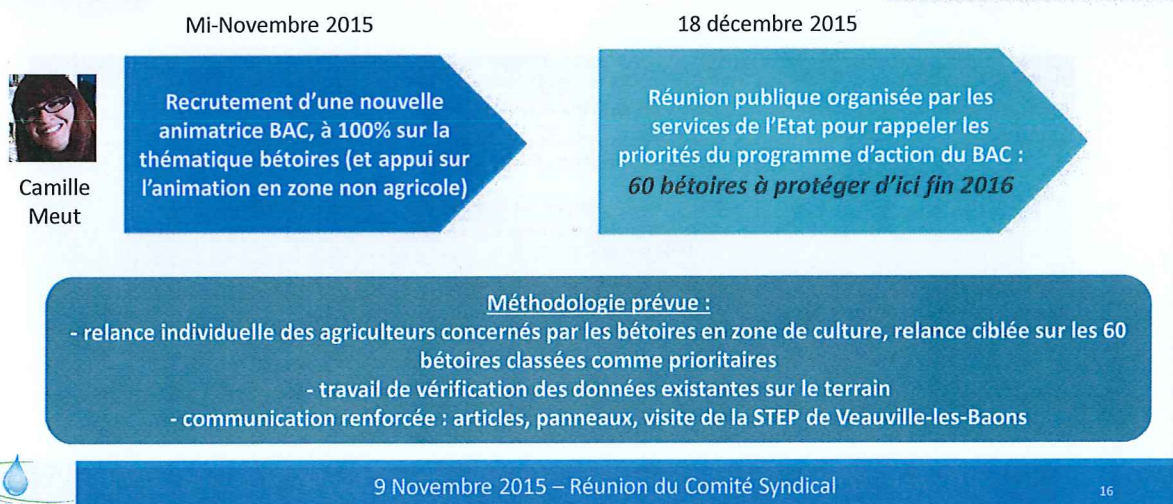 Mi-Novembre 2015
18 décembre 2015
Camille
Meut
Recrutement d'une nouvelle
animatrice BAC, à 100% sur la
thématique bétoires (et appui sur
l'animation en zone non agricole)
Réunion publique organisée par les
services de l'Etat pour rappeler les
priorités du programme d'action du BAC :
60 bétoires à protéger d'ici fin 2016
Méthodologie prévue :
- relance individuelle des agriculteurs concernés par les bétoires en zone de culture, relance ciblée sur les 60
bétoires classées comme prioritaires
- travail de vérification des données existantes sur le terrain
- communication renforcée : articles, panneaux, visite de la STEP de Veauville-les-Baons
9 Novembre 2015 – Réunion du Comité Syndical
16